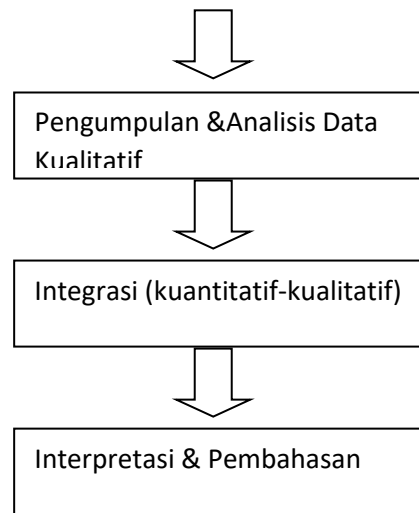 Pengumpulan &Analisis Data
Kualitatif
Integrasi (kuantitatif-kualitatif)
Interpretasi & Pembahasan